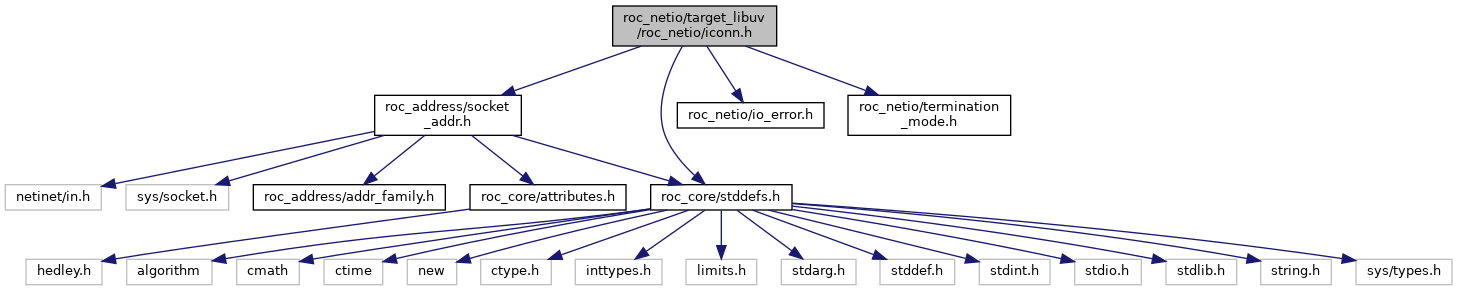 roc_netio/target_libuv
/roc_netio/iconn.h
roc_address/socket
_addr.h
roc_netio/io_error.h
roc_netio/termination
_mode.h
netinet/in.h
sys/socket.h
roc_address/addr_family.h
roc_core/attributes.h
roc_core/stddefs.h
hedley.h
algorithm
cmath
ctime
new
ctype.h
inttypes.h
limits.h
stdarg.h
stddef.h
stdint.h
stdio.h
stdlib.h
string.h
sys/types.h